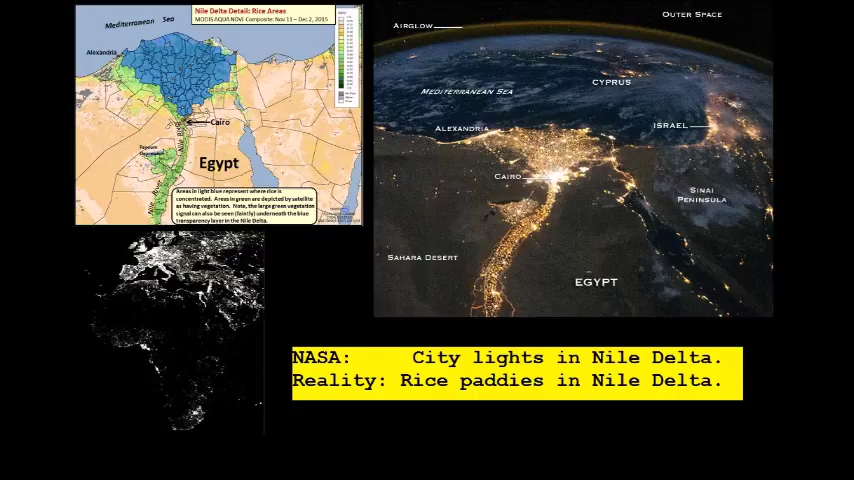 Nile Delta Detail: Rice Areas
MODIS AQUA NDVI Composite: Nov 11 – Dec 2, 2015
Mediterranean Sea
Alexandria
Cairo
Nile River
Fayoum
Depression
Egypt
Areas in light blue represent where rice is
concentrated. Areas in green are depicted by satellite
as having vegetation. Note, the large green vegetation
signal can also be seen (faintly) underneath the blue
transparency layer in the Nile Delta.
OUTER SPACE
AIRGLOW
CYPRUS
MEDITERRANEAN SEA
ALEXANDRIA
ISRAEL
CAIRO
SINAI
PENINSULA
SAHARA DESERT
EGYPT
NASA: City lights in Nile Delta.
Reality: Rice paddies in Nile Delta.